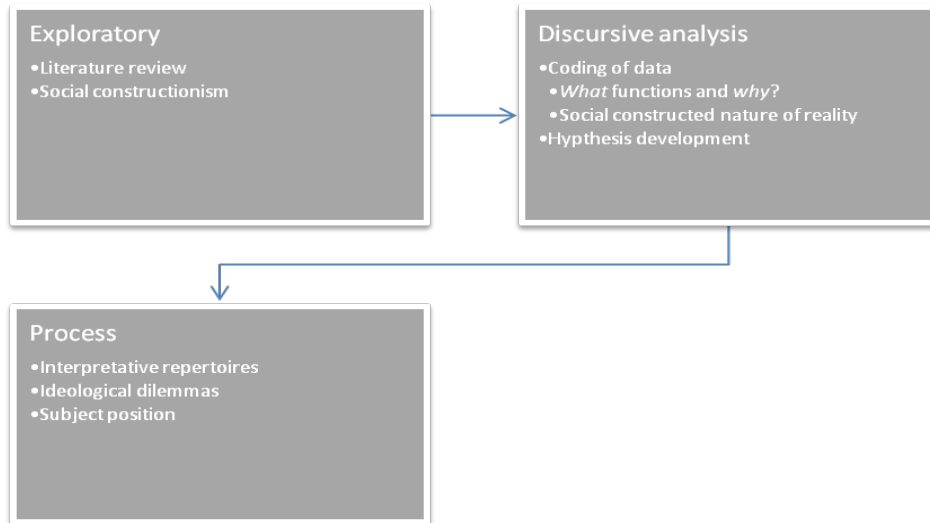 Exploratory
•Literature review
•Social constructionism
Discursive analysis
•Coding of data
•What functions and why?
•Social constructed nature of reality
•Hypthesis development
Process
•Interpretative repertoires
•Ideological dilemmas
•Subject position